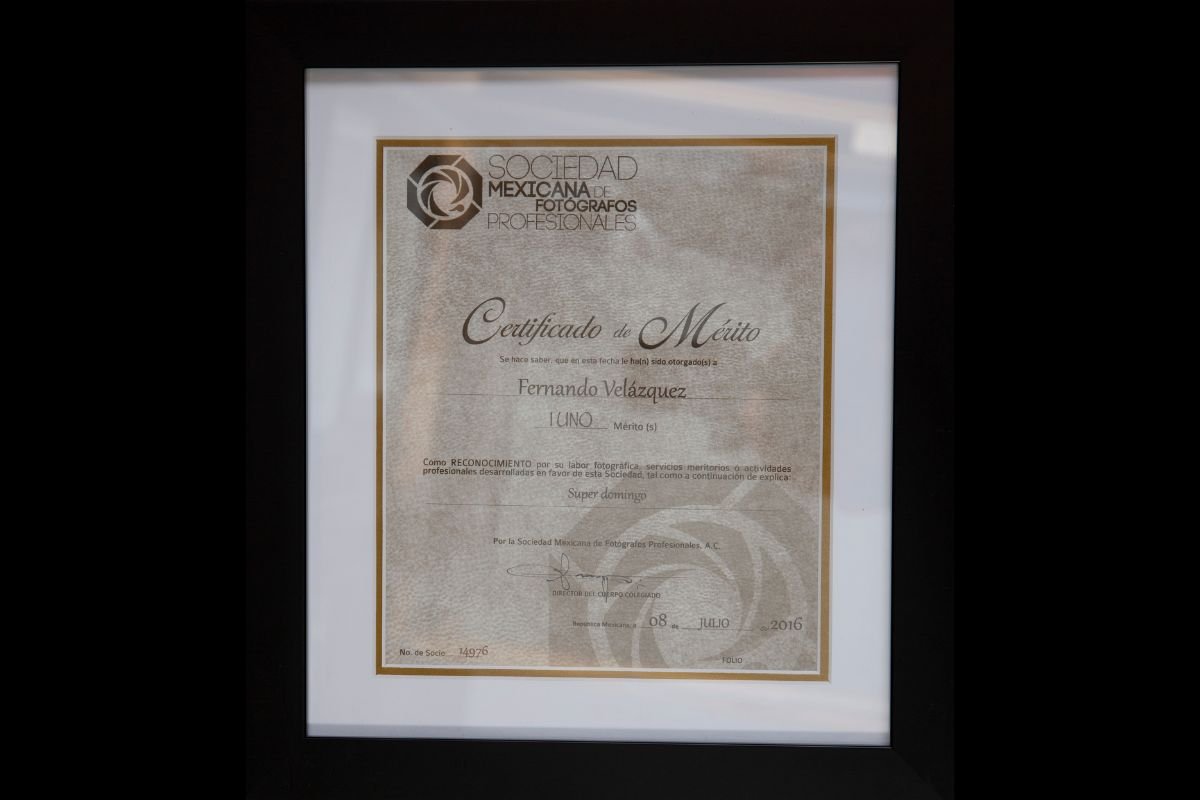 SOCIEDAD
MEXICANA DE
FOTÓGRAFOS
PROFESIONALES
Certificado de Mérito
Se hace saber, que en esta fecha le ha(n) sido otorgado(s) a
Fernando Velázquez
1 UNO Mérito (s)
Como RECONOCIMIENTO por su labor fotográfica, servicios meritorios ó actividades
profesionales desarrolladas en favor de esta Sociedad, tal como a continuación de explica:
Super domingo
Por la Sociedad Mexicana de Fotógrafos Profesionales, A.C.
DIRECTOR DEL CUERPO COLEGIADO
República Mexicana, a 08 de JULIO de 2016
No. de Socio 14976
FOLIO